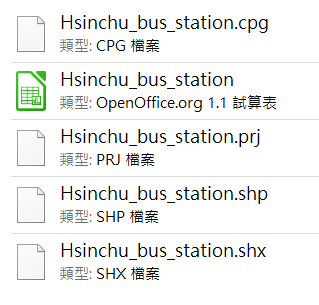 Hsinchu_bus_station.cpg
類型: CPG 檔案
Hsinchu_bus_station
類型: OpenOffice.org 1.1 試算表
Hsinchu_bus_station.prj
類型: PRJ 檔案
Hsinchu_bus_station.shp
類型: SHP 檔案
Hsinchu_bus_station.shx
類型: SHX 檔案